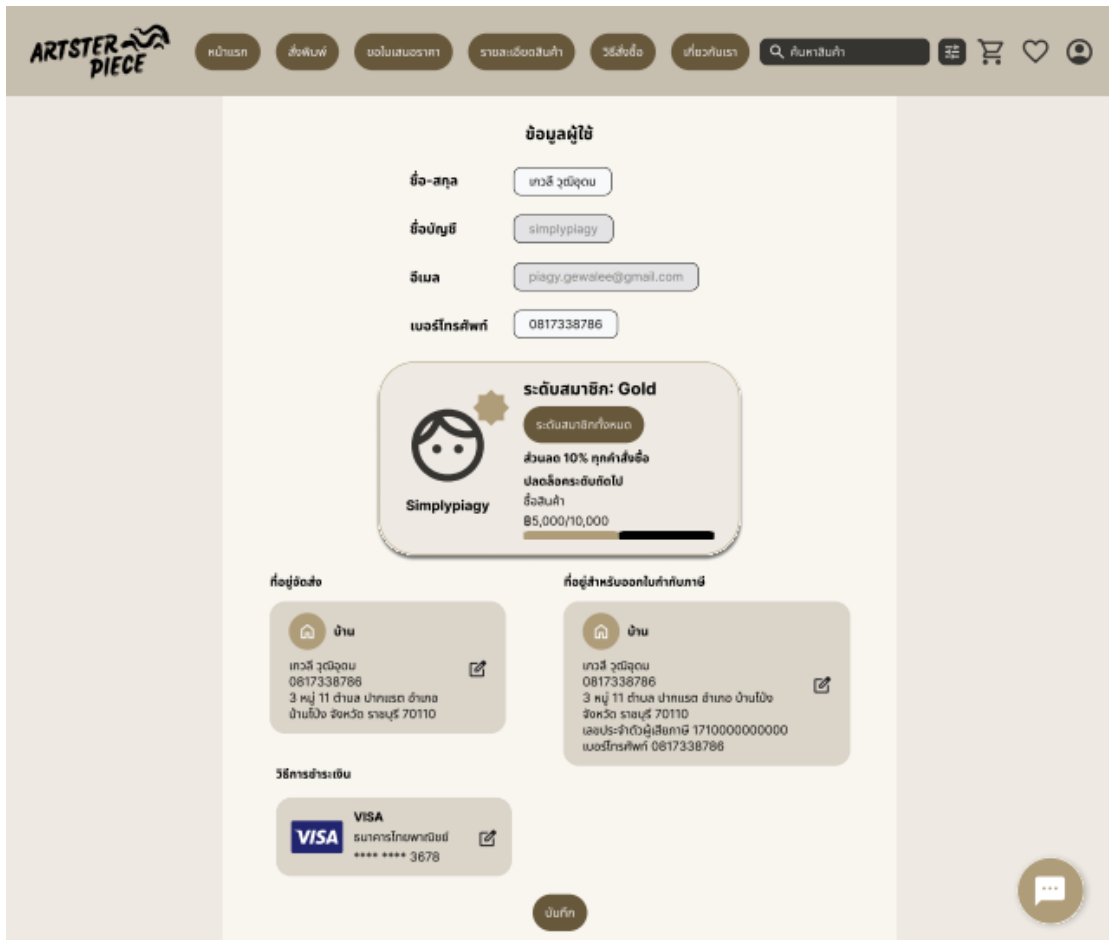 ARTSTER
PIECE
หน้าแรก
สั่งพิมพ์
ขอใบเสนอราคา
รายละเอียดสินค้า
วิธีสั่งซื้อ
เกี่ยวกับเรา
ค้นหาสินค้า
ข้อมูลผู้ใช้
ชื่อ-สกุล
เกวลี วุฒิอุดม
ชื่อบัญชี
simplypiagy
อีเมล
piagy.gewalee@gmail.com
เบอร์โทรศัพท์
0817338786
ระดับสมาชิก: Gold
ระดับสมาชิกทั้งหมด
ส่วนลด 10% ทุกคำสั่งซื้อ
ปลดล็อคระดับถัดไป
Simplypiagy
ซื้อสินค้า
฿5,000/10,000
ที่อยู่จัดส่ง
บ้าน
เกวลี วุฒิอุดม
0817338786
3 หมู่ 11 ตำบล ปากแรต อำเภอ
บ้านโป่ง จังหวัด ราชบุรี 70110
ที่อยู่สำหรับออกใบกำกับภาษี
บ้าน
เกวลี วุฒิอุดม
0817338786
3 หมู่ 11 ตำบล ปากแรต อำเภอ บ้านโป่ง
จังหวัด ราชบุรี 70110
เลขประจำตัวผู้เสียภาษี 1710000000000
เบอร์โทรศัพท์ 0817338786
วิธีการชำระเงิน
VISA
VISA
ธนาคารไทยพาณิชย์
**** **** 3678
บันทึก